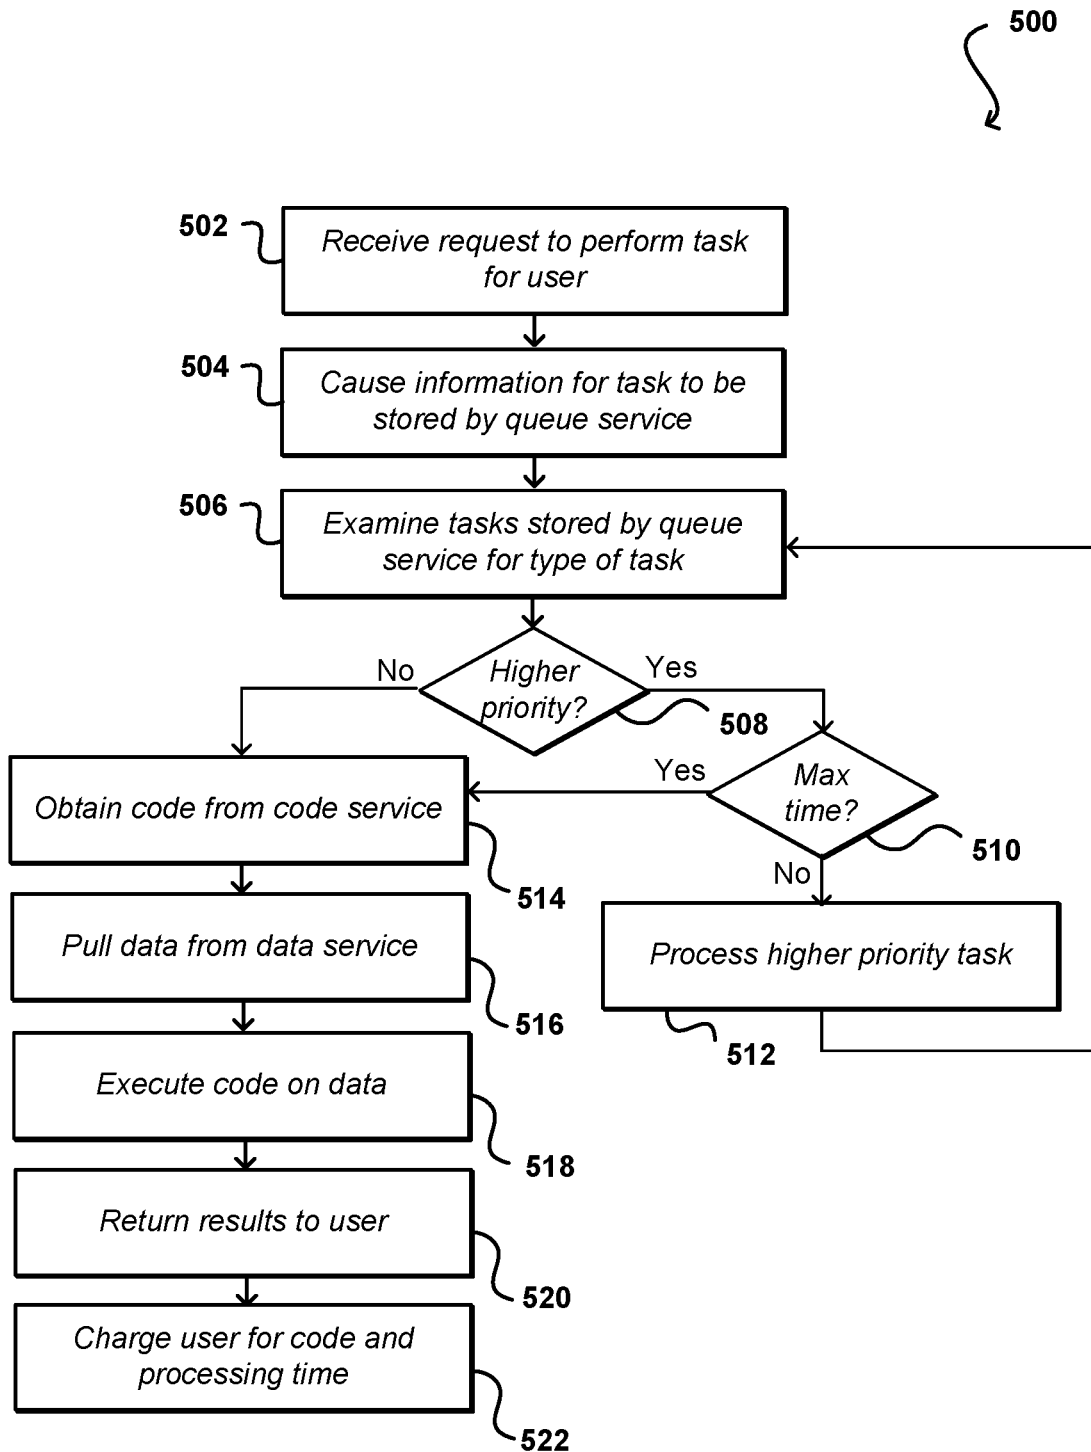 500
502
Receive request to perform task
for user
504
Cause information for task to be
stored by queue service
506
Examine tasks stored by queue
service for type of task
No
Higher
priority?
Yes
508
Yes
Max
time?
510
No
Obtain code from code service
514
Process higher priority task
512
Pull data from data service
516
Execute code on data
518
Return results to user
520
Charge user for code and
processing time
522